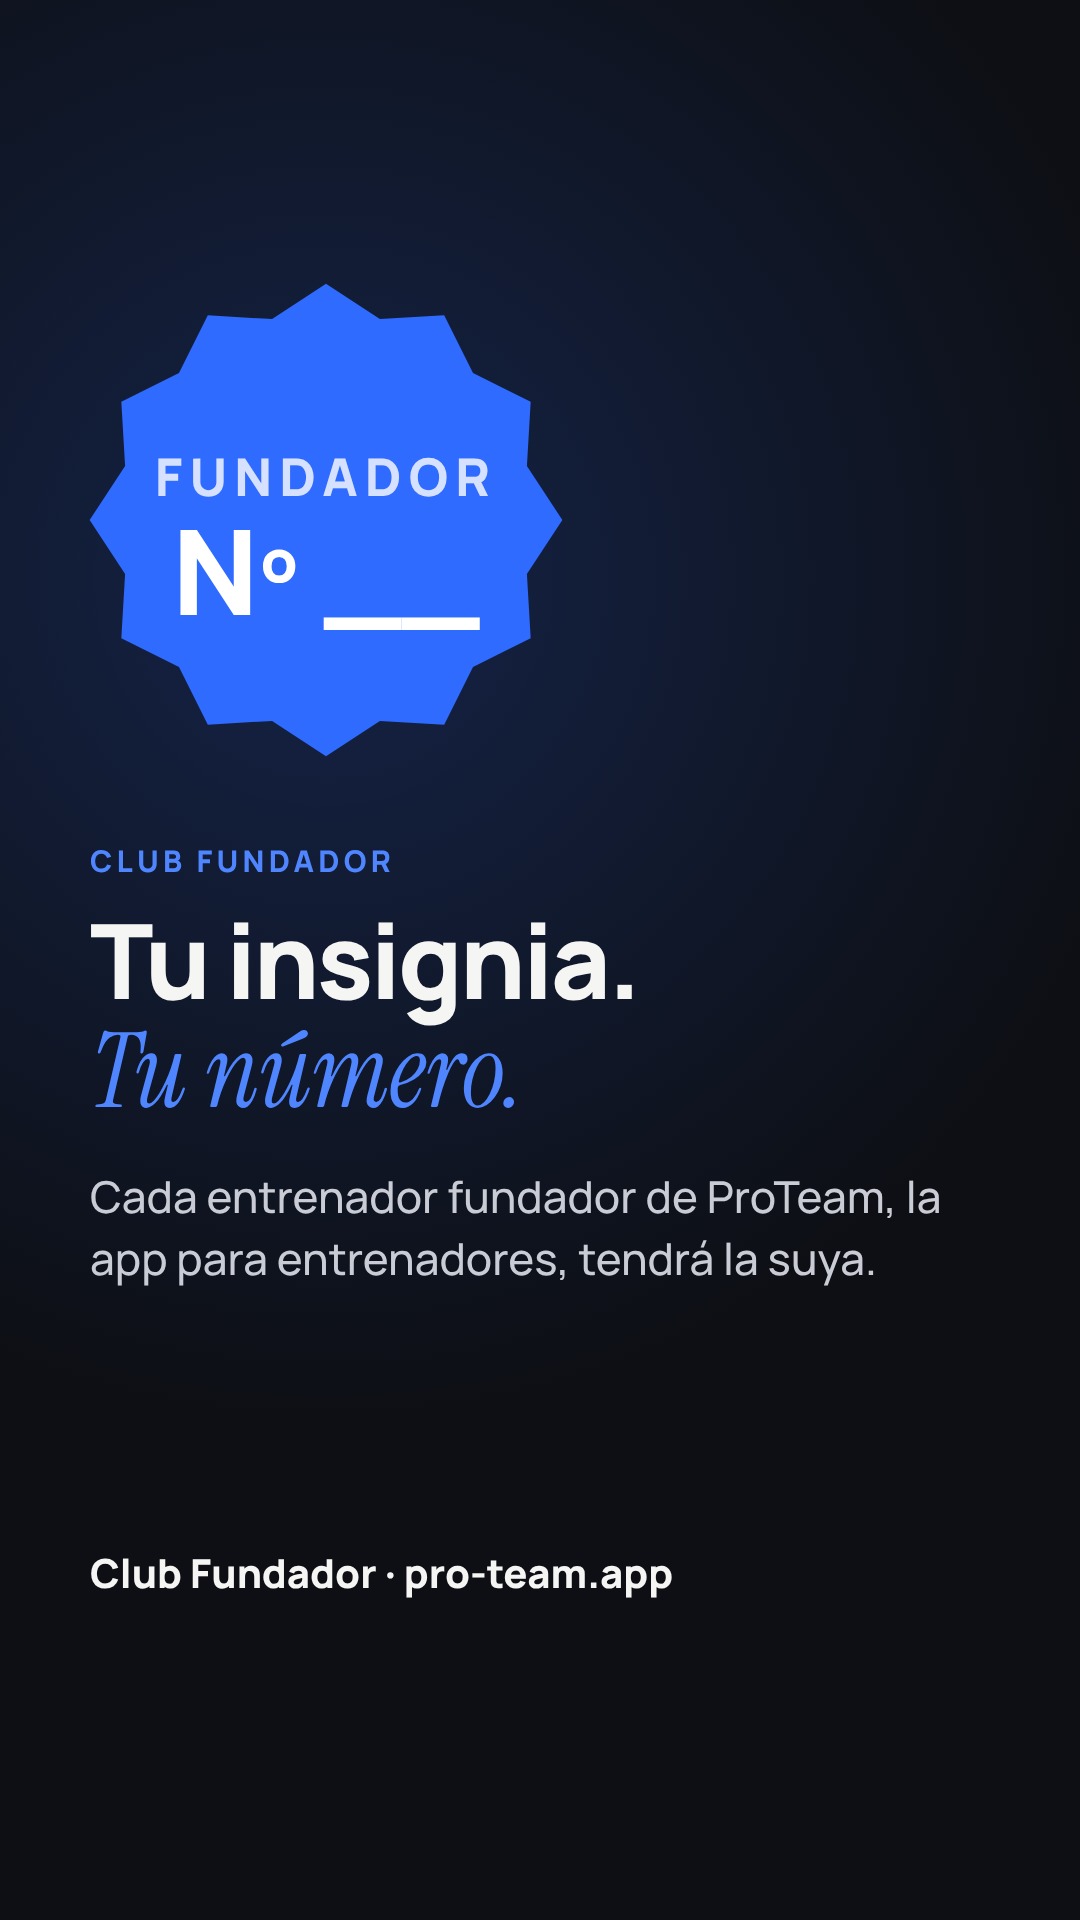 FUNDADOR
Nº __
CLUB FUNDADOR
Tu insignia.
Tu número.
Cada entrenador fundador de ProTeam, la
app para entrenadores, tendrá la suya.
Club Fundador · pro-team.app